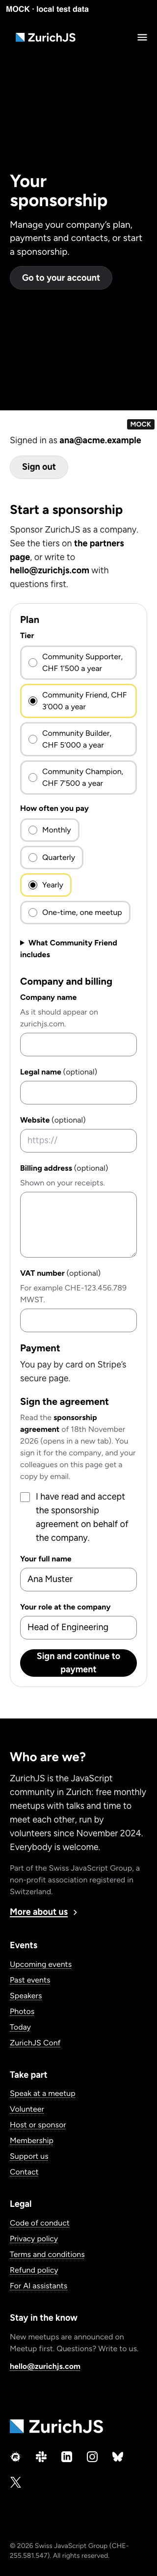 MOCK · local test data
ZurichJS
Your
sponsorship
Manage your company's plan,
payments and contacts, or start
a sponsorship.
Go to your account
MOCK
Signed in as ana@acme.example
Sign out
Start a sponsorship
Sponsor ZurichJS as a company.
See the tiers on the partners
page, or write to
hello@zurichjs.com with
questions first.
Plan
Tier
Community Supporter,
CHF 1'500 a year
Community Friend, CHF
3'000 a year
Community Builder,
CHF 5'000 a year
Community Champion,
CHF 7'500 a year
How often you pay
Monthly
Quarterly
Yearly
One-time, one meetup
What Community Friend
includes
Company and billing
Company name
As it should appear on
zurichjs.com.
Legal name (optional)
Website (optional)
https://
Billing address (optional)
Shown on your receipts.
VAT number (optional)
For example CHE-123.456.789
MWST.
Payment
You pay by card on Stripe's
secure page.
Sign the agreement
Read the sponsorship
agreement of 18th November
2026 (opens in a new tab). You
sign it for the company, and your
colleagues on this page get a
copy by email.
I have read and accept
the sponsorship
agreement on behalf of
the company.
Your full name
Ana Muster
Your role at the company
Head of Engineering
Sign and continue to
payment
Who are we?
ZurichJS is the JavaScript
community in Zurich: free monthly
meetups with talks and time to
meet each other, run by
volunteers since November 2024.
Everybody is welcome.
Part of the Swiss JavaScript Group, a
non-profit association registered in
Switzerland.
More about us
Events
Upcoming events
Past events
Speakers
Photos
Today
ZurichJS Conf
Take part
Speak at a meetup
Volunteer
Host or sponsor
Membership
Support us
Contact
Legal
Code of conduct
Privacy policy
Terms and conditions
Refund policy
For AI assistants
Stay in the know
New meetups are announced on
Meetup first. Questions? Write to us.
hello@zurichjs.com
ZurichJS
© 2026 Swiss JavaScript Group (CHE-
255.581.547). All rights reserved.